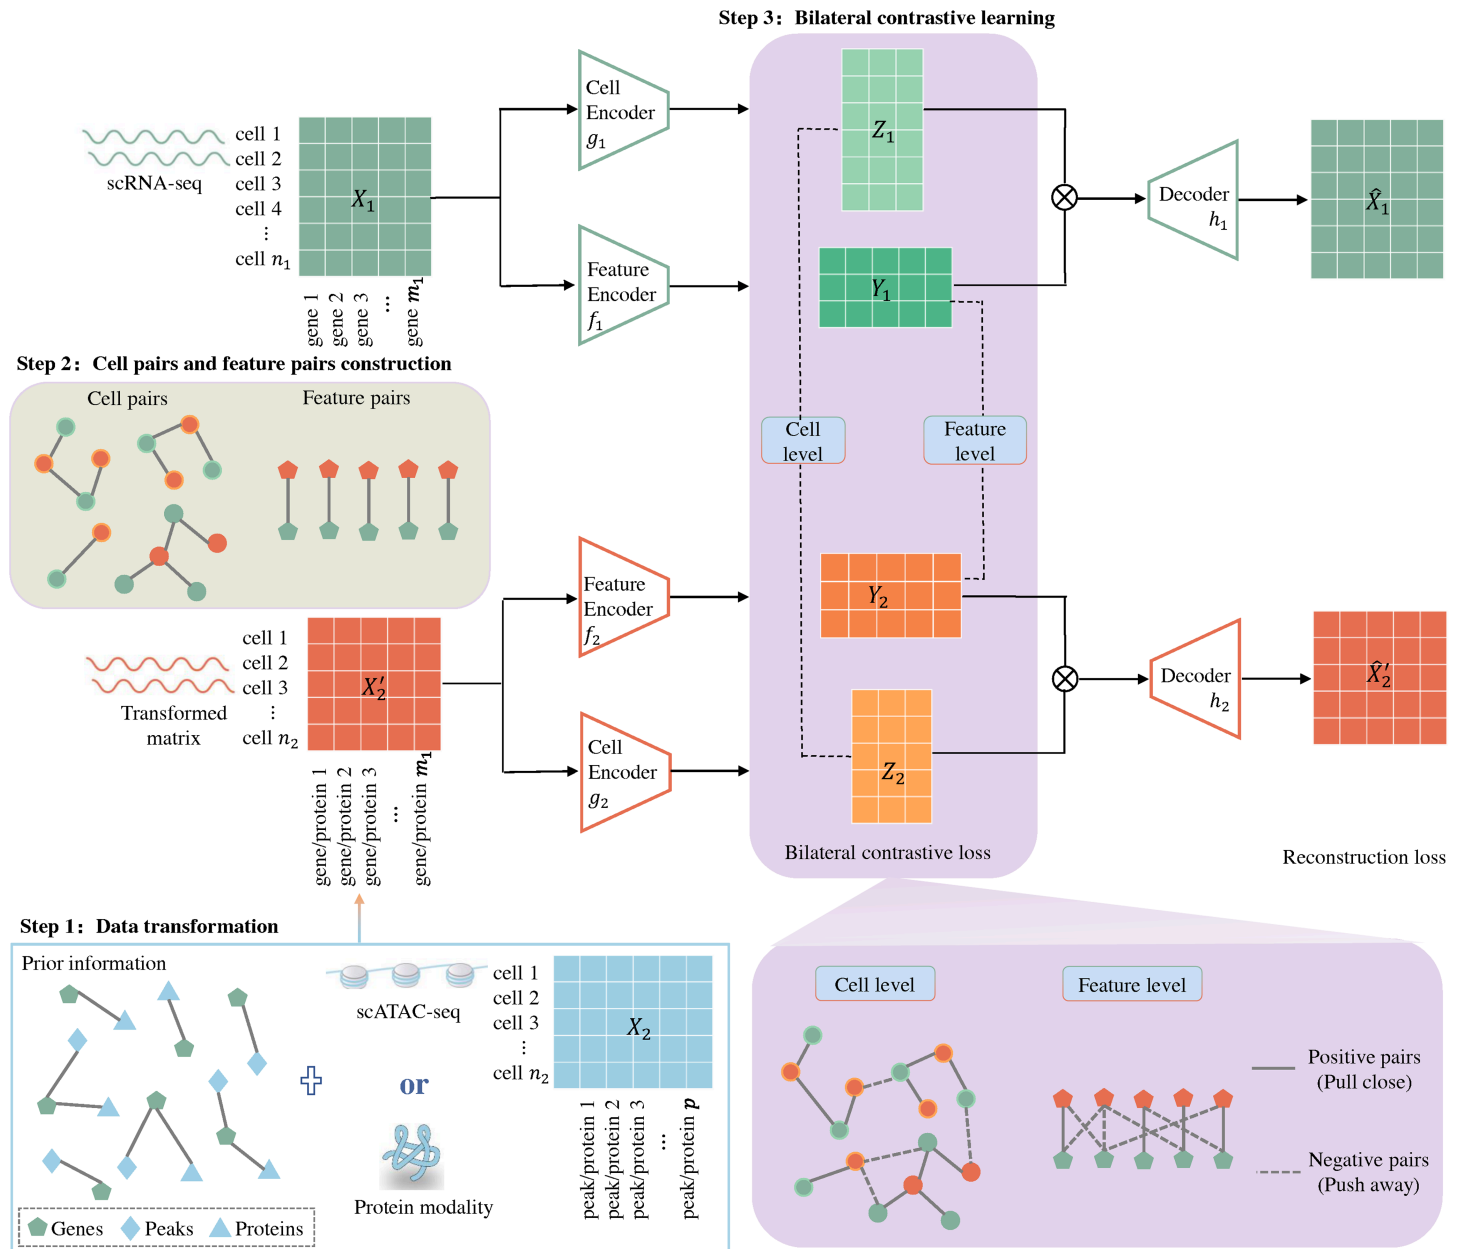 Step 3: Bilateral contrastive learning
Cell
Encoder
g₁
Z₁
cell 1
cell 2
cell 3
cell 4
⋮
cell n₁
scRNA-seq
X₁
gene 1
gene 2
gene 3
...
gene m₁
Feature
Encoder
f₁
Y₁
Decoder
h₁
X̂₁
Step 2: Cell pairs and feature pairs construction
Cell pairs
Feature pairs
Cell
level
Feature
level
cell 1
cell 2
cell 3
⋮
cell n₂
Transformed
matrix
X₂′
gene/protein 1
gene/protein 2
gene/protein 3
...
gene/protein m₁
Feature
Encoder
f₂
Cell
Encoder
g₂
Y₂
Z₂
Decoder
h₂
X̂₂′
Bilateral contrastive loss
Reconstruction loss
Step 1: Data transformation
Prior information
scATAC-seq
or
Protein modality
cell 1
cell 2
cell 3
⋮
cell n₂
X₂
peak/protein 1
peak/protein 2
peak/protein 3
...
peak/protein p
Genes
Peaks
Proteins
Cell level
Feature level
Positive pairs
(Pull close)
Negative pairs
(Push away)